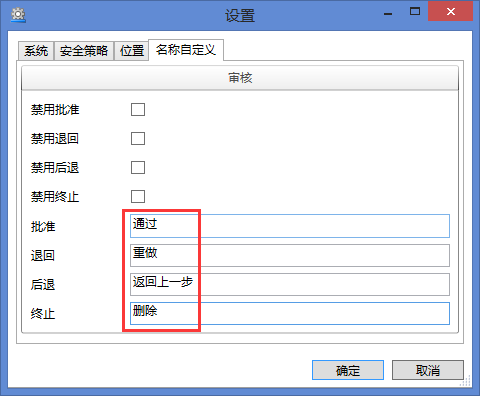 设置
系统 安全策略 位置 名称自定义
审核
禁用批准
禁用退回
禁用后退
禁用终止
批准 通过
退回 重做
后退 返回上一步
终止 删除
确定 取消